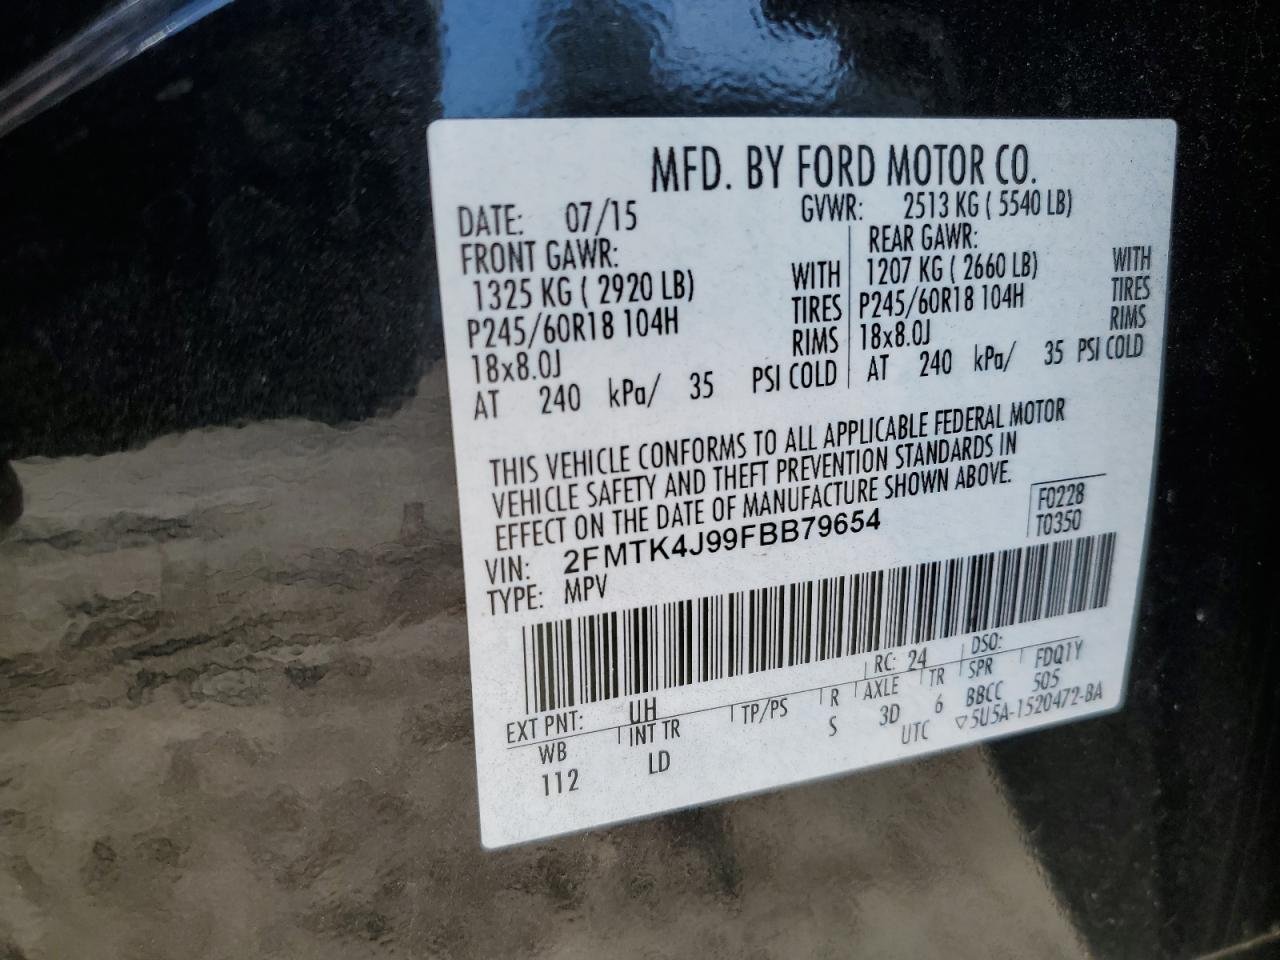 MFD. BY FORD MOTOR CO.
DATE: 07/15 GVWR: 2513 KG ( 5540 LB)
FRONT GAWR: REAR GAWR:
1325 KG ( 2920 LB) WITH 1207 KG ( 2660 LB) WITH
P245/60R18 104H TIRES P245/60R18 104H TIRES
18x8.0J RIMS 18x8.0J RIMS
AT 240 kPa/ 35 PSI COLD AT 240 kPa/ 35 PSI COLD
THIS VEHICLE CONFORMS TO ALL APPLICABLE FEDERAL MOTOR
VEHICLE SAFETY AND THEFT PREVENTION STANDARDS IN
EFFECT ON THE DATE OF MANUFACTURE SHOWN ABOVE.
F0228
T0350
VIN: 2FMTK4J99FBB79654
TYPE: MPV
EXT PNT: UH RC: 24 DSO: FDQ1Y
WB INT TR TP/PS R AXLE TR SPR 505
112 LD S 3D 6 BBCC
UTC ▽5U5A-1520472-BA